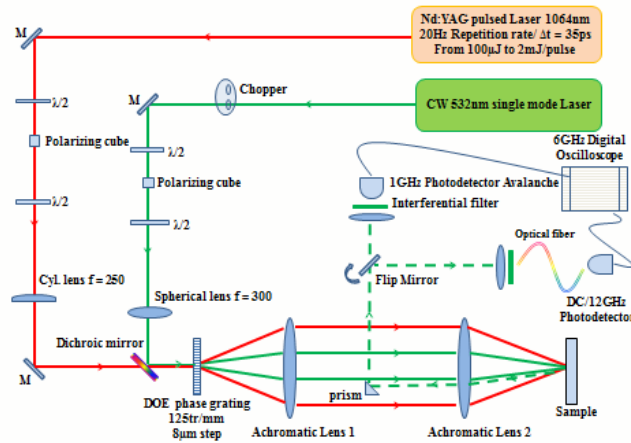 Nd:YAG pulsed Laser 1064nm
20Hz Repetition rate/ Δt = 35ps
From 100µJ to 2mJ/pulse
M
Chopper
M
CW 532nm single mode Laser
λ/2
λ/2
Polarizing cube
Polarizing cube
λ/2
λ/2
6GHz Digital
Oscilloscope
1GHz Photodetector Avalanche
Interferential filter
Optical fiber
Flip Mirror
DC/12GHz
Photodetector
Cyl. lens f = 250
Spherical lens f = 300
Dichroic mirror
M
DOE phase grating
125tr/mm
8µm step
prism
Achromatic Lens 1
Achromatic Lens 2
Sample